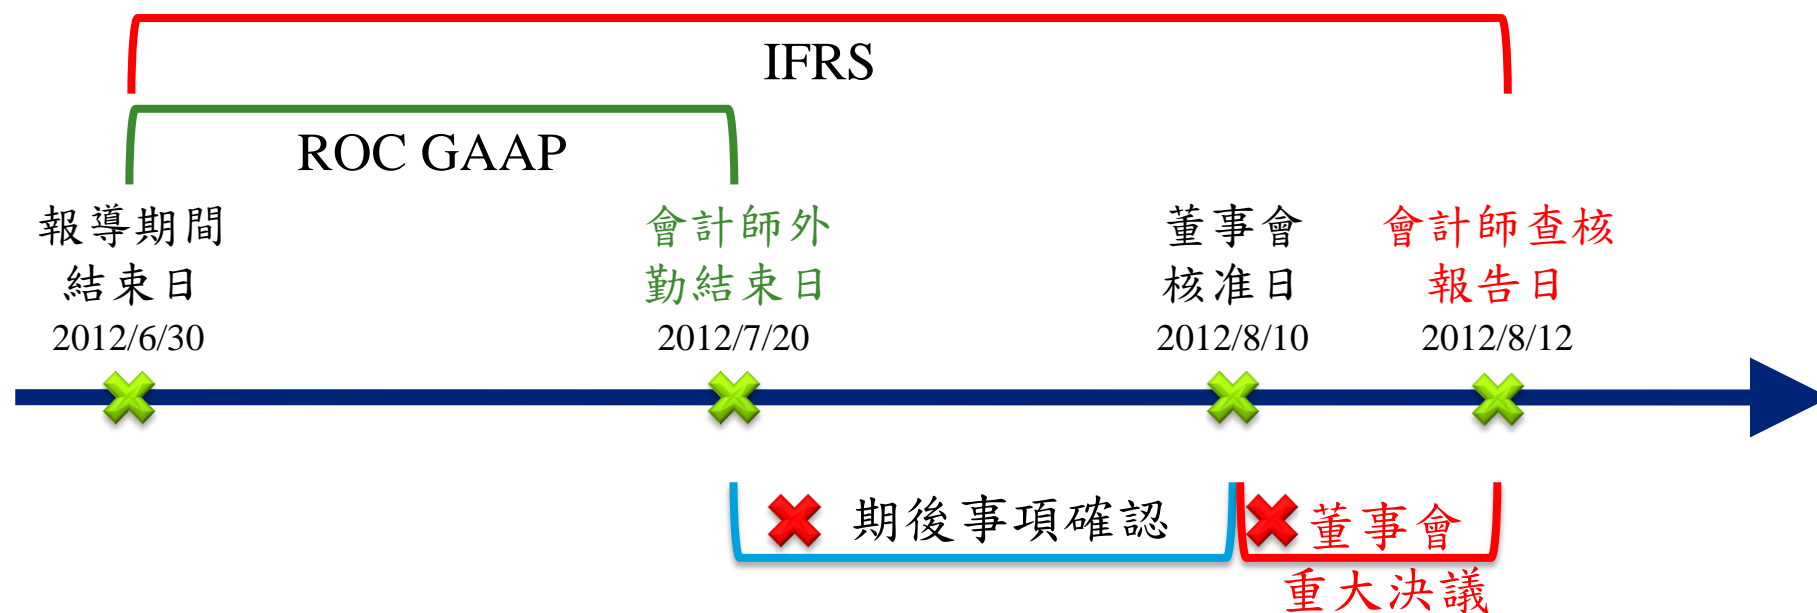 IFRS
ROC GAAP
報導期間
結束日
2012/6/30
會計師外
勤結束日
2012/7/20
董事會
核准日
2012/8/10
會計師查核
報告日
2012/8/12
期後事項確認
董事會
重大決議